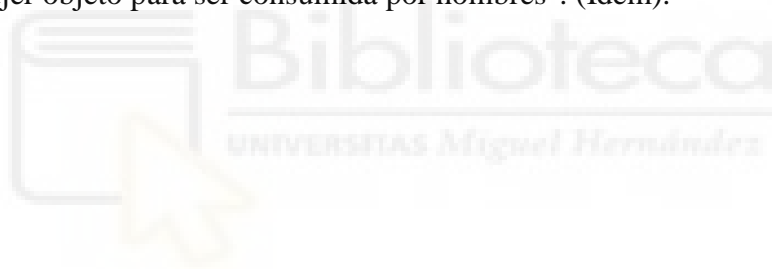 jer objeto para ser consumida por hombres". (Idem).
Biblioteca
UNIVERSITAS Miguel Hernández